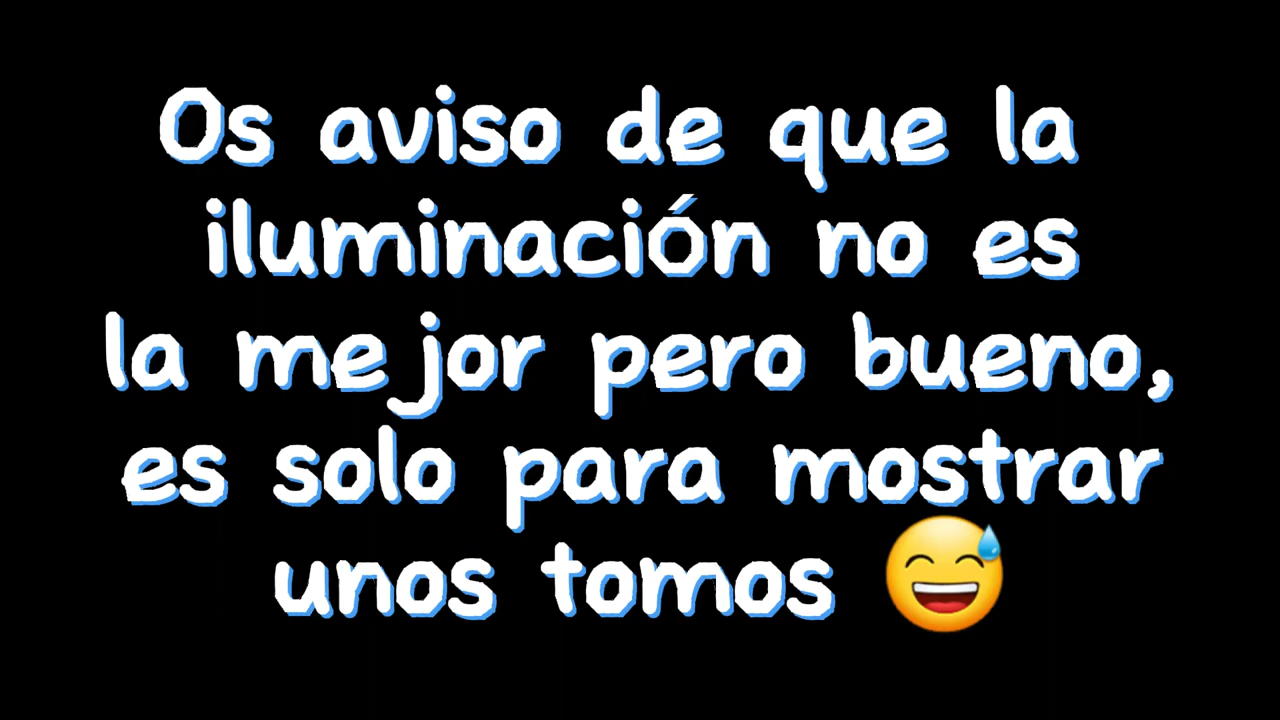 Os aviso de que la
iluminación no es
la mejor pero bueno,
es solo para mostrar
unos tomos 😅